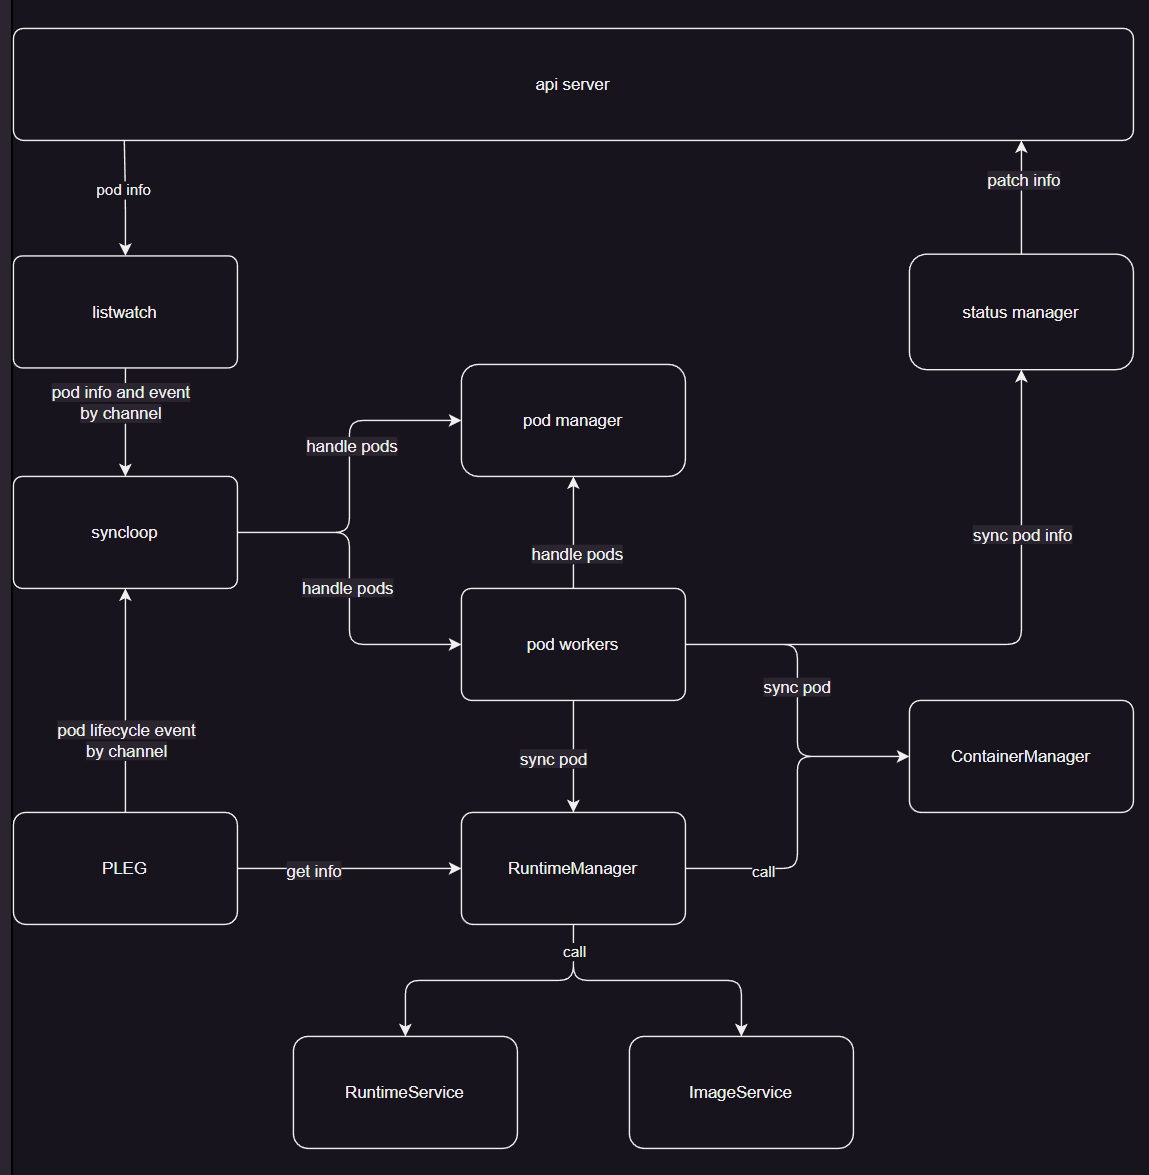 api server
pod info
patch info
listwatch
status manager
pod info and event
by channel
pod manager
handle pods
syncloop
sync pod info
handle pods
handle pods
pod workers
sync pod
pod lifecycle event
by channel
sync pod
ContainerManager
PLEG
get info
RuntimeManager
call
call
RuntimeService
ImageService